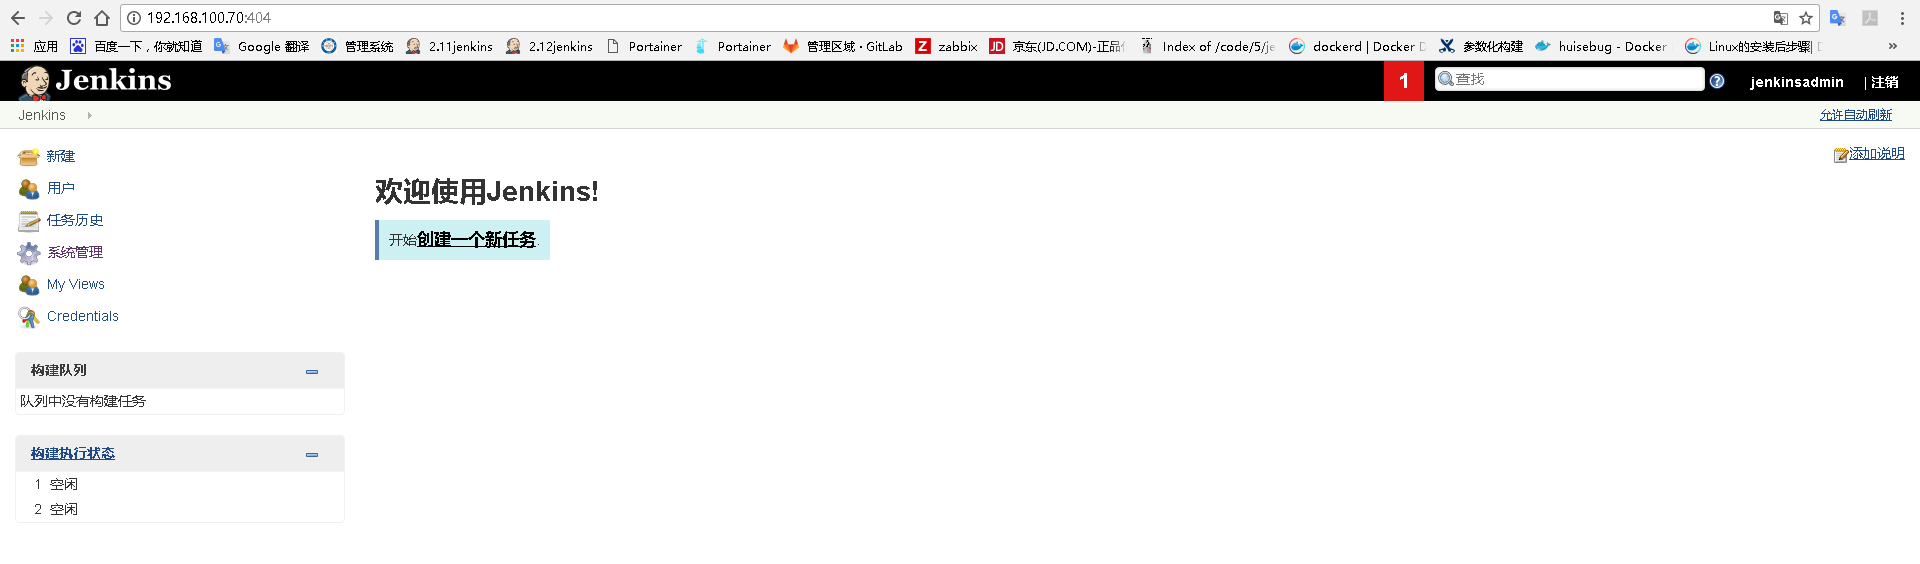 192.168.100.70:404
应用 百度一下，你就知道 Google 翻译 管理系统 2.11jenkins 2.12jenkins Portainer Portainer 管理区域 · GitLab zabbix 京东(JD.COM)-正品 Index of /code/5/je dockerd | Docker D 参数化构建 huisebug - Docker Linux的安装后步骤| D »
Jenkins 1 查找 jenkinsadmin | 注销
Jenkins 允许自动刷新
添加说明
新建
用户
任务历史
系统管理
My Views
Credentials
构建队列
队列中没有构建任务
构建执行状态
1 空闲
2 空闲
欢迎使用Jenkins!
开始创建一个新任务.